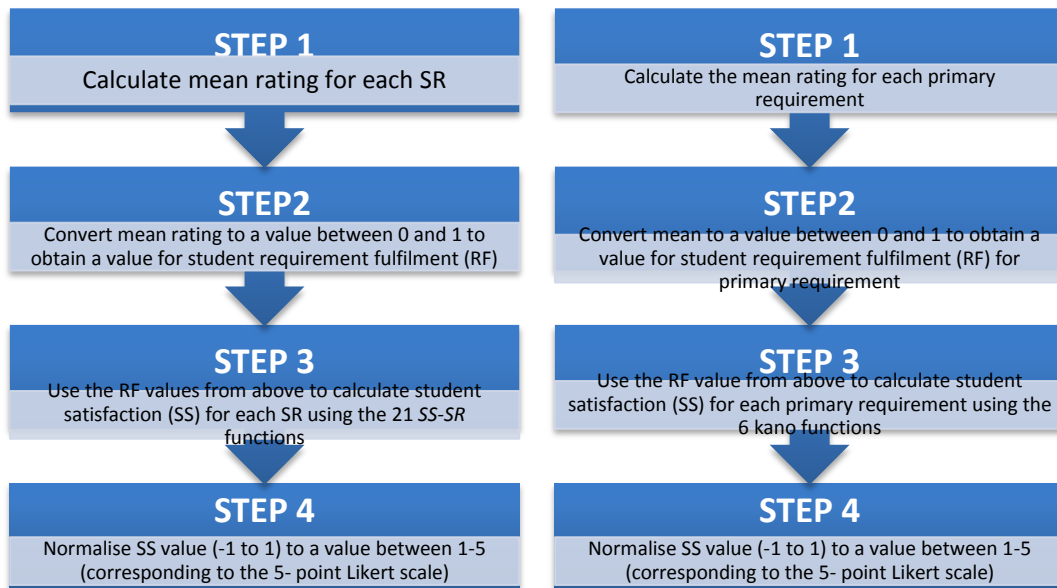 STEP 1
Calculate mean rating for each SR
STEP2
Convert mean rating to a value between 0 and 1 to
obtain a value for student requirement fulfilment (RF)
STEP 3
Use the RF values from above to calculate student
satisfaction (SS) for each SR using the 21 SS-SR
functions
STEP 4
Normalise SS value (-1 to 1) to a value between 1-5
(corresponding to the 5- point Likert scale)
STEP 1
Calculate the mean rating for each primary
requirement
STEP2
Convert mean to a value between 0 and 1 to obtain a
value for student requirement fulfilment (RF) for
primary requirement
STEP 3
Use the RF value from above to calculate student
satisfaction (SS) for each primary requirement using the
6 kano functions
STEP 4
Normalise SS value (-1 to 1) to a value between 1-5
(corresponding to the 5- point Likert scale)